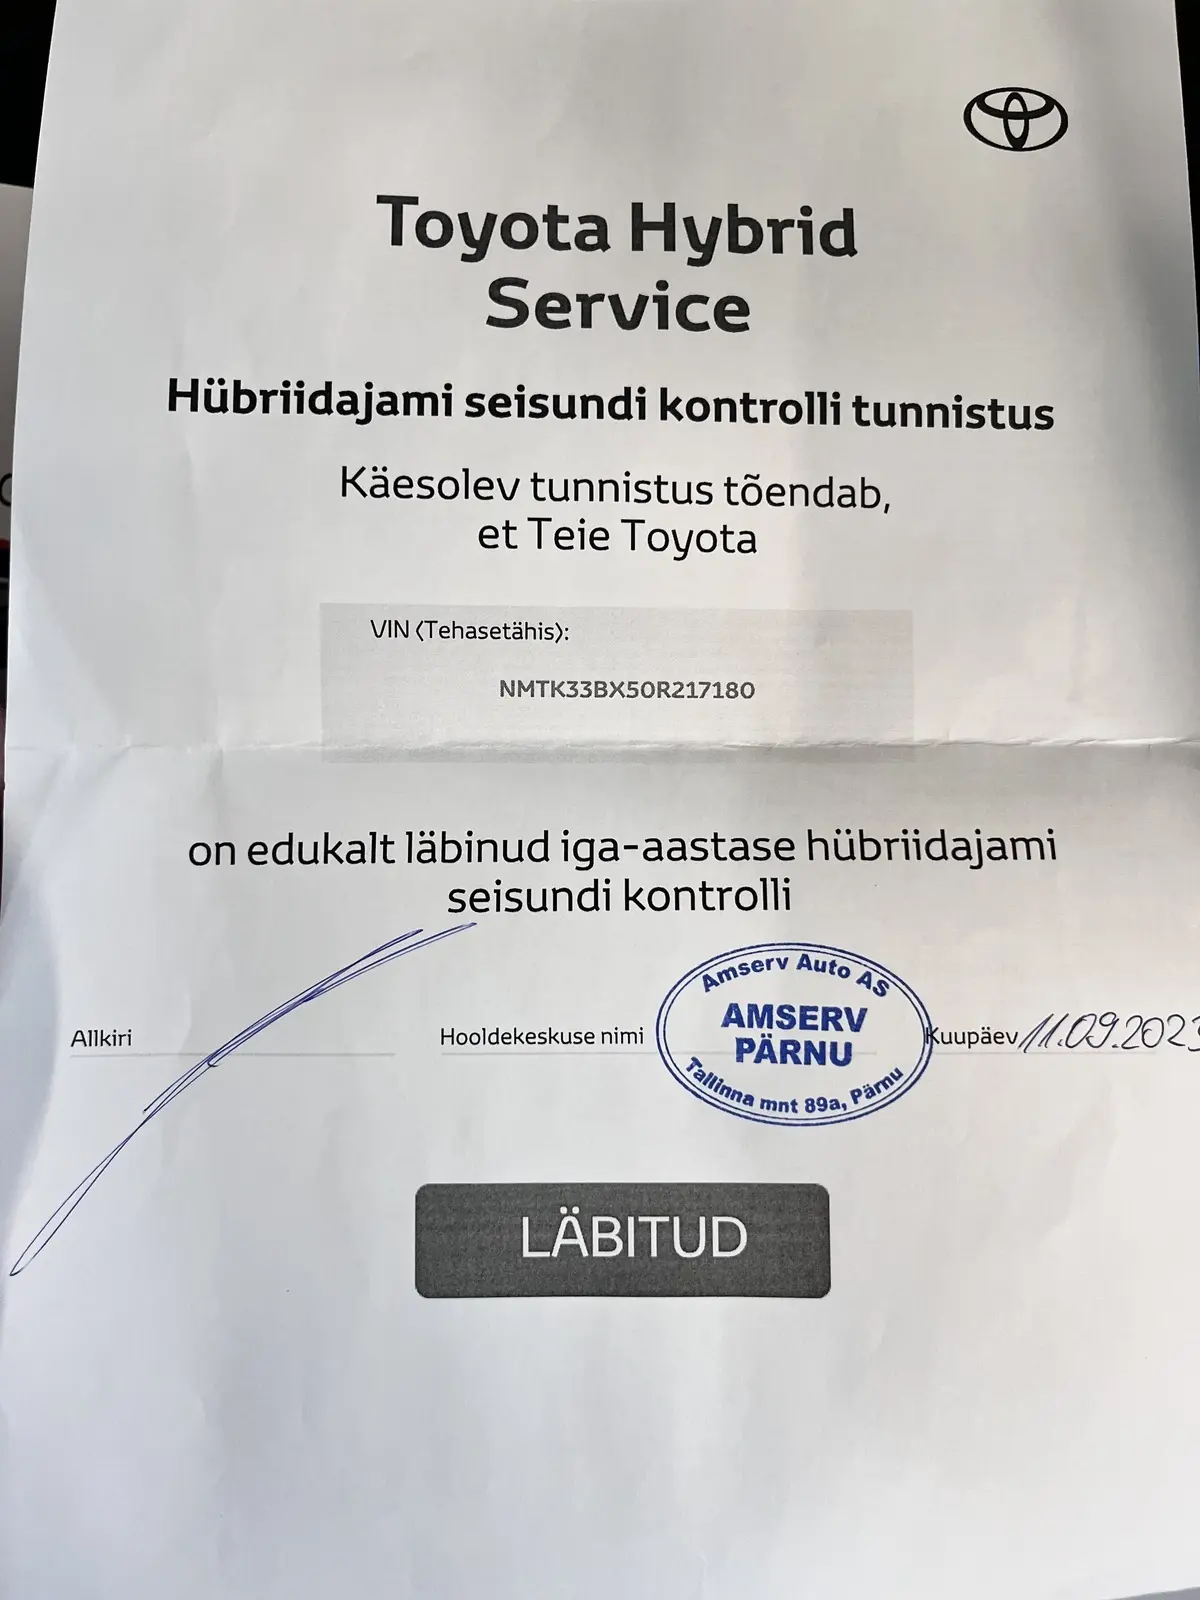 Toyota Hybrid
Service
Hübriidajami seisundi kontrolli tunnistus
Käesolev tunnistus tõendab,
et Teie Toyota
VIN (Tehasetähis):
NMTK33BX50R217180
on edukalt läbinud iga-aastase hübriidajami
seisundi kontrolli
Allkiri
Hooldekeskuse nimi
Amserv Auto AS
AMSERV
PÄRNU
Tallinna mnt 89a, Pärnu
Kuupäev 11.09.2023
LÄBITUD